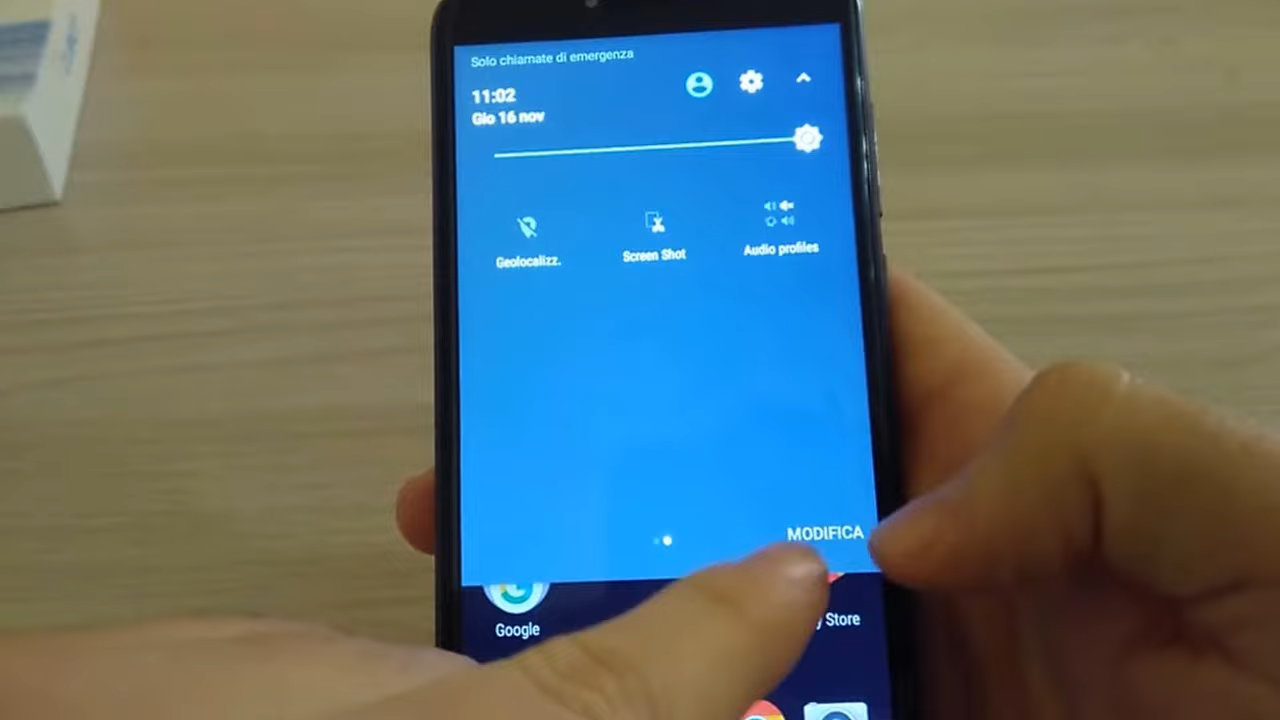 Solo chiamate di emergenza
11:02
Gio 16 nov
Geolocalizz.
Screen Shot
Audio profiles
MODIFICA
Google
y Store